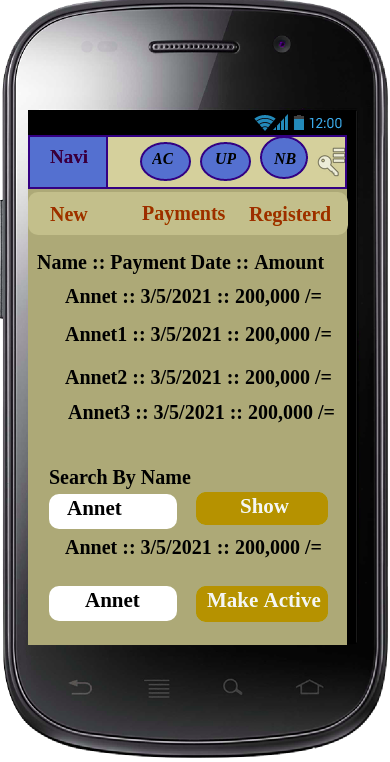 12:00
Navi AC UP NB
New Payments Registerd
Name :: Payment Date :: Amount
Annet :: 3/5/2021 :: 200,000 /=
Annet1 :: 3/5/2021 :: 200,000 /=
Annet2 :: 3/5/2021 :: 200,000 /=
Annet3 :: 3/5/2021 :: 200,000 /=
Search By Name
Annet Show
Annet :: 3/5/2021 :: 200,000 /=
Annet Make Active